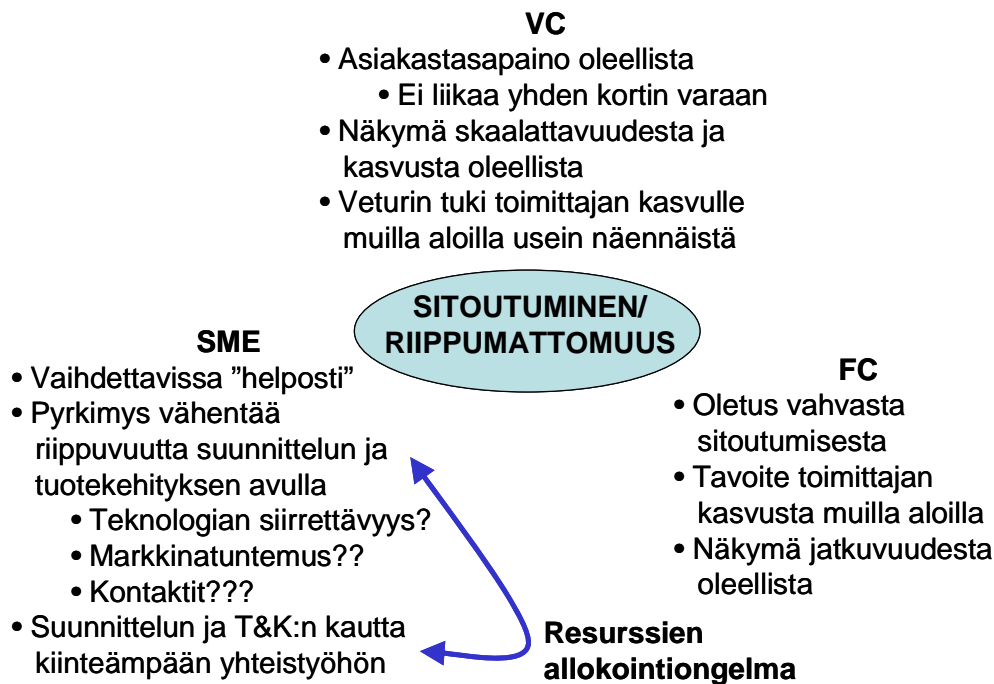 VC
• Asiakastasapaino oleellista
• Ei liikaa yhden kortin varaan
• Näkymä skaalattavuudesta ja
kasvusta oleellista
• Veturin tuki toimittajan kasvulle
muilla aloilla usein näennäistä
SITOUTUMINEN/
RIIPPUMATTOMUUS
SME
• Vaihdettavissa ”helposti”
• Pyrkimys vähentää
riippuvuutta suunnittelun ja
tuotekehityksen avulla
• Teknologian siirrettävyys?
• Markkinatuntemus??
• Kontaktit???
• Suunnittelun ja T&K:n kautta
kiinteämpään yhteistyöhön
FC
• Oletus vahvasta
sitoutumisesta
• Tavoite toimittajan
kasvusta muilla aloilla
• Näkymä jatkuvuudesta
oleellista
Resurssien
allokointiongelma